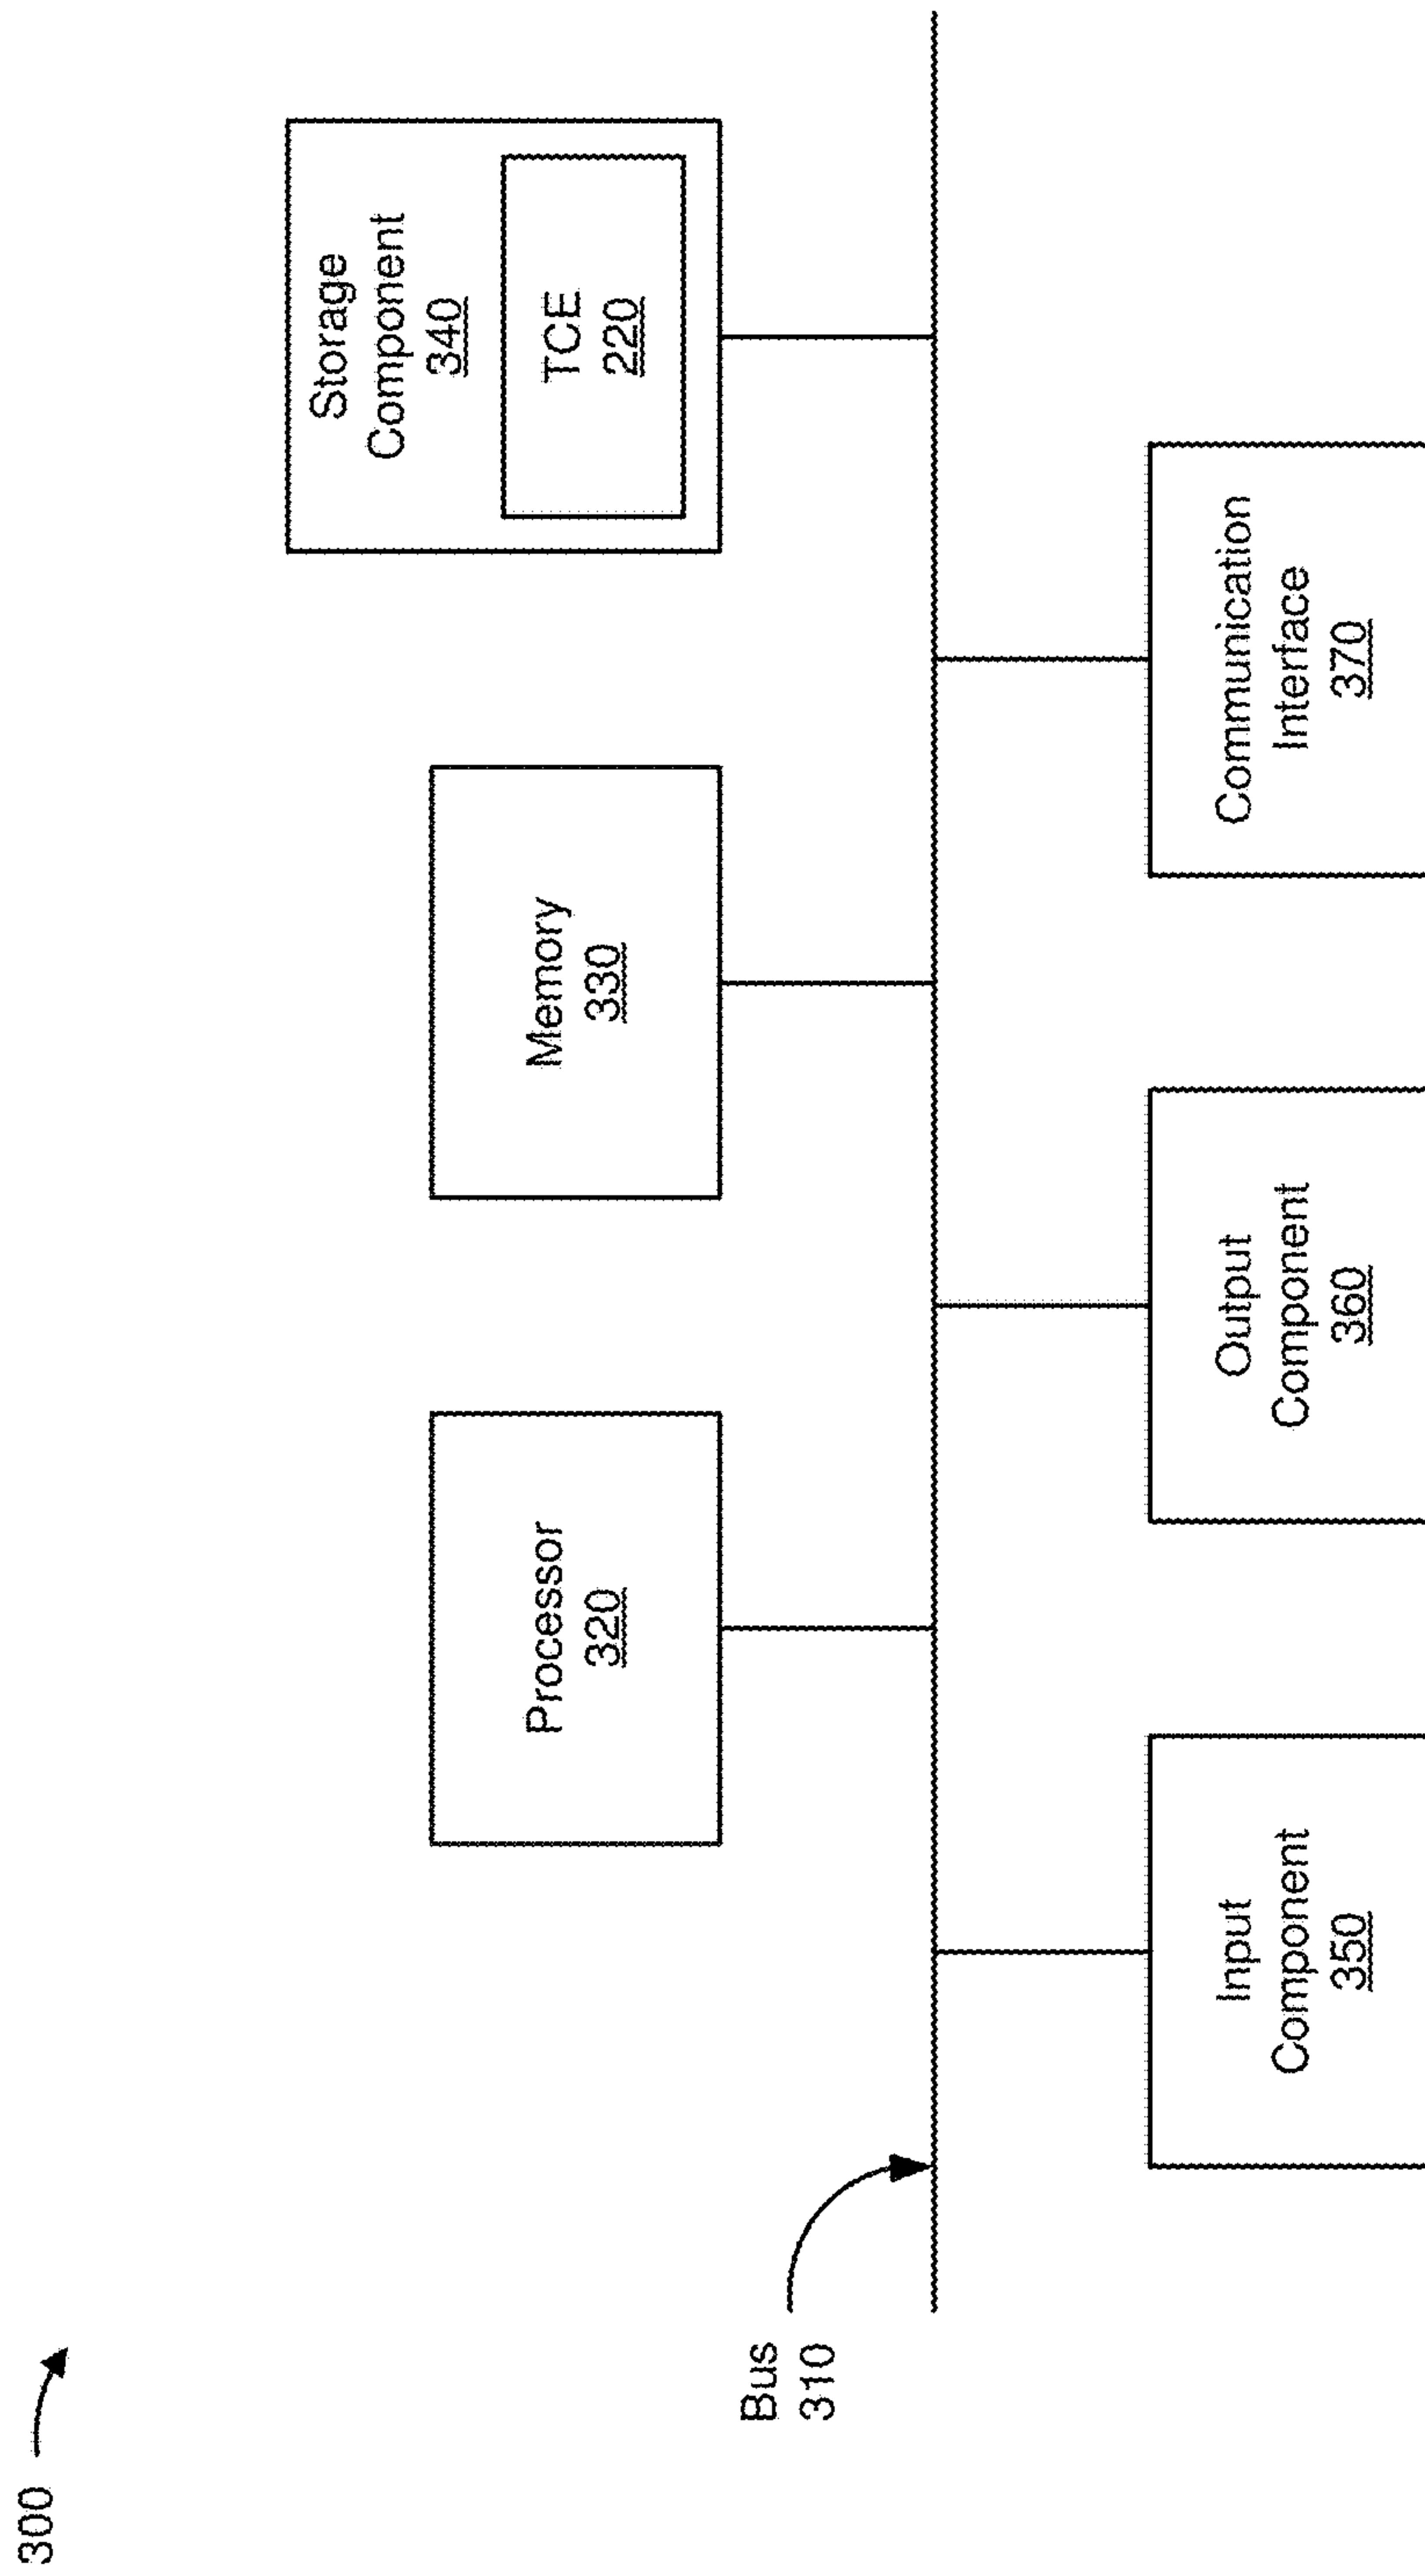 300
Processor
320
Memory
330
Storage
Component
340
TCE
220
Bus
310
Input
Component
350
Output
Component
360
Communication
Interface
370